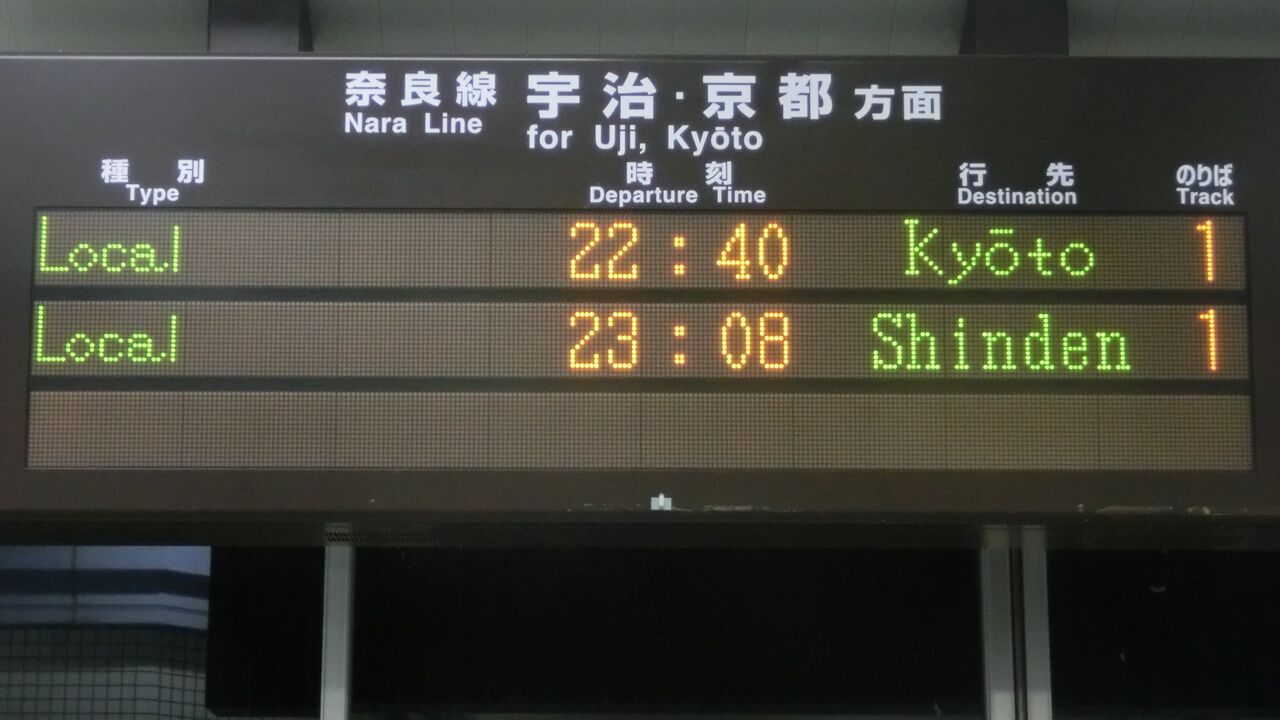 奈良線 宇治・京都 方面
Nara Line for Uji, Kyōto
種別 時刻 行先 のりば
Type Departure Time Destination Track
Local 22:40 Kyōto 1
Local 23:08 Shinden 1